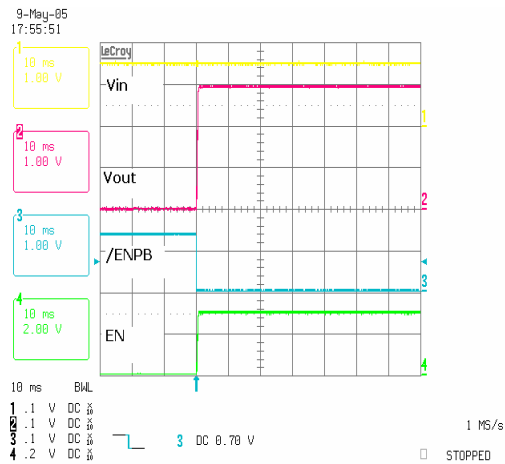 9-May-05
17:55:51
LeCroy
1
10 ms
1.00 V
Vin
1
2
10 ms
1.00 V
Vout
2
3
10 ms
1.00 V
/ENPB
3
4
10 ms
2.00 V
EN
4
10 ms BWL
1 .1 V DC X10
2 .1 V DC X10
3 .1 V DC X10
4 .2 V DC X10
3 DC 0.70 V
1 MS/s
STOPPED